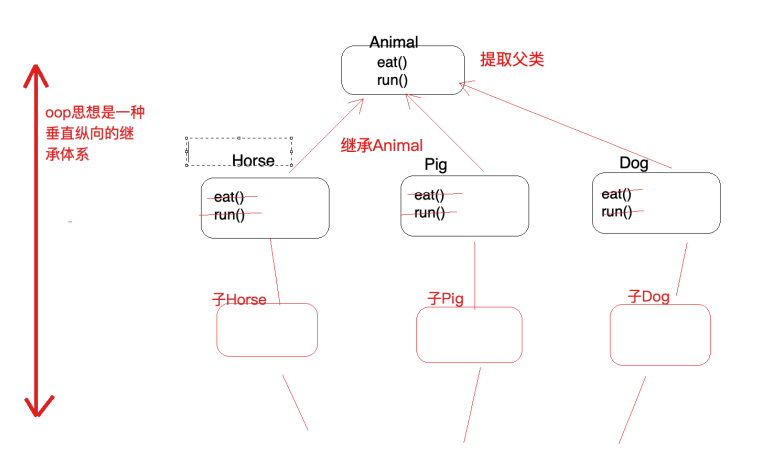 Animal
eat()
run()
提取父类
oop思想是一种
垂直纵向的继
承体系
继承Animal
Horse
eat()
run()
Pig
eat()
run()
Dog
eat()
run()
子Horse
子Pig
子Dog